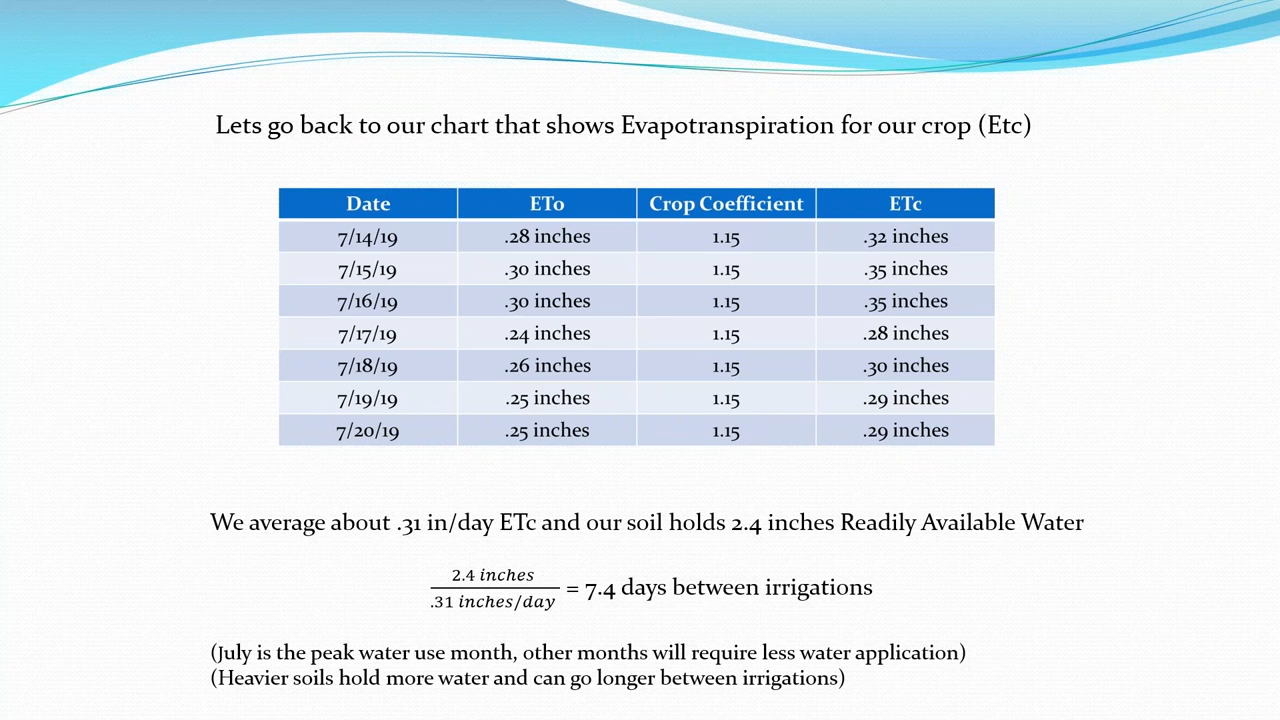 Lets go back to our chart that shows Evapotranspiration for our crop (Etc)
Date ETo Crop Coefficient ETc
7/14/19 .28 inches 1.15 .32 inches
7/15/19 .30 inches 1.15 .35 inches
7/16/19 .30 inches 1.15 .35 inches
7/17/19 .24 inches 1.15 .28 inches
7/18/19 .26 inches 1.15 .30 inches
7/19/19 .25 inches 1.15 .29 inches
7/20/19 .25 inches 1.15 .29 inches
We average about .31 in/day ETc and our soil holds 2.4 inches Readily Available Water
2.4 inches
.31 inches/day
= 7.4 days between irrigations
(July is the peak water use month, other months will require less water application)
(Heavier soils hold more water and can go longer between irrigations)